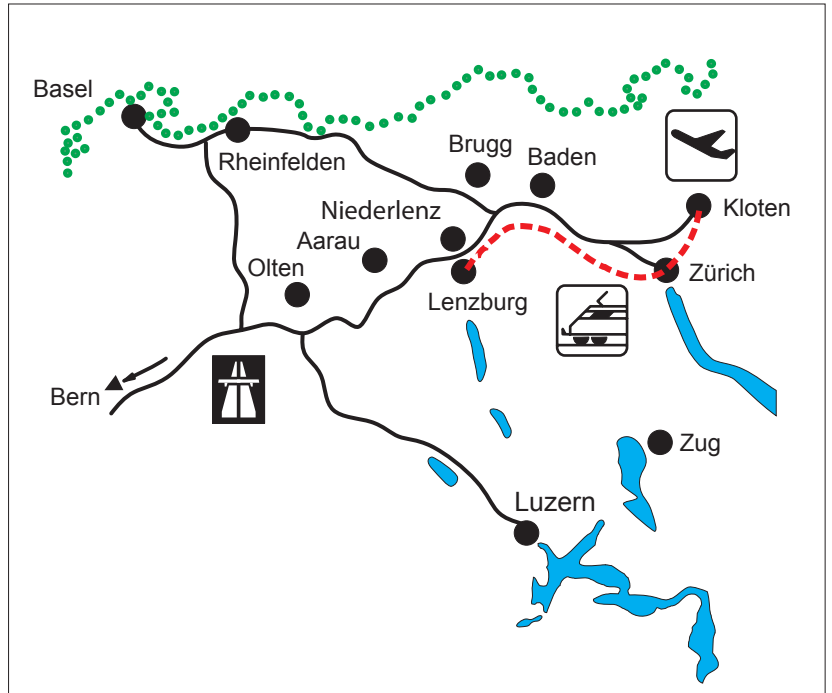 Basel
Rheinfelden
Brugg
Baden
Kloten
Niederlenz
Aarau
Olten
Lenzburg
Zürich
Bern
Zug
Luzern